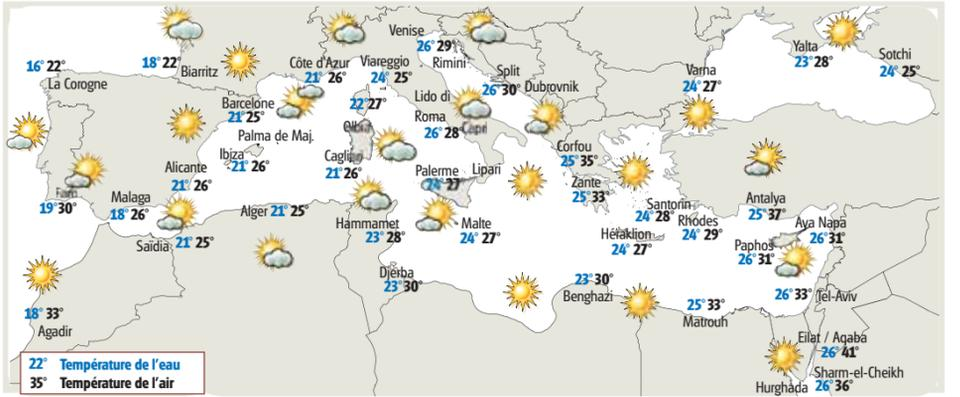 Venise
26° 29°
Rimini
Yalta
23° 28°
Sotchi
24° 25°
16° 22°
La Corogne
18° 22°
Biarritz
Côte d'Azur
21° 26°
Viareggio
24° 25°
Split
26° 30°
Dubrovnik
Varna
24° 27°
Barcelone
21° 25°
22° 27°
Olbia
Lido di
Roma
26° 28°
Capri
Palma de Maj.
Ibiza
21° 26°
Cagliari
21° 26°
Corfou
25° 35°
Alicante
21° 26°
Palerme
24° 27
Lipari
Zante
25° 33°
Faro
19° 30°
Malaga
18° 26°
Alger 21° 25°
Santorin
24° 28°
Rhodes
24° 29°
Antalya
25° 37°
Aya Napa
26° 31°
Saïdia
21° 25°
Hammamet
23° 28°
Malte
24° 27°
Héraklion
24° 27°
Paphos
26° 31°
Djerba
23° 30°
23° 30°
Benghazi
26° 33°
Tel-Aviv
18° 33°
Agadir
25° 33°
Matrouh
Eilat / Aqaba
26° 41°
Sharm-el-Cheikh
Hurghada 26° 36°
22° Température de l'eau
35° Température de l'air